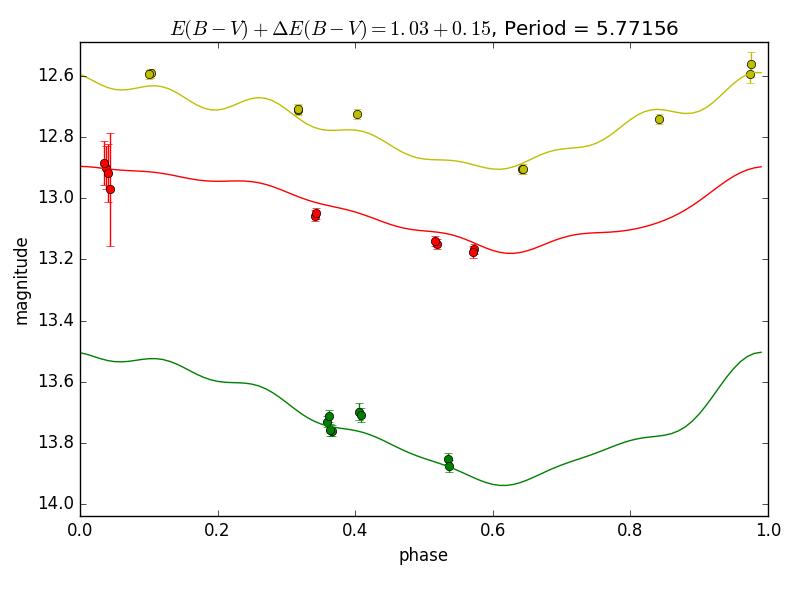 E(B − V) + ΔE(B − V) = 1.03 + 0.15, Period = 5.77156
12.6
12.8
13.0
13.2
13.4
13.6
13.8
14.0
magnitude
0.0 0.2 0.4 0.6 0.8 1.0
phase